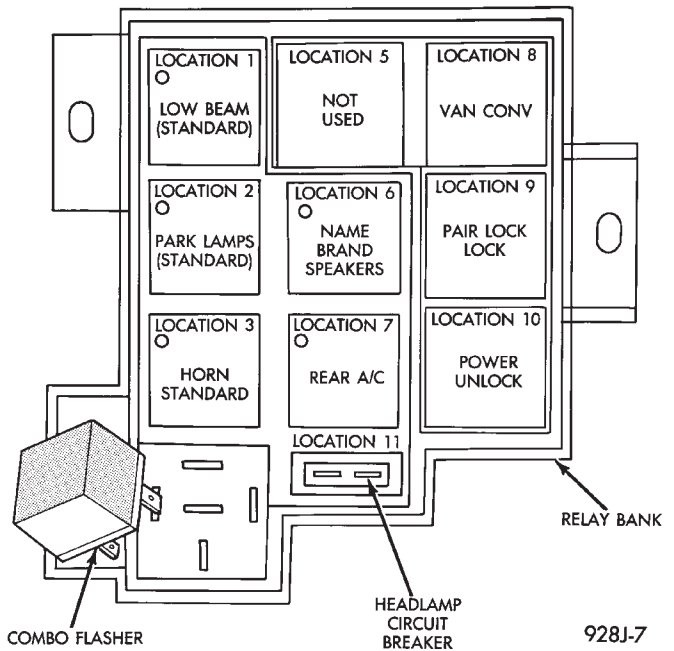 LOCATION 1
LOW BEAM
(STANDARD)
LOCATION 5
NOT
USED
LOCATION 8
VAN CONV
LOCATION 2
PARK LAMPS
(STANDARD)
LOCATION 6
NAME
BRAND
SPEAKERS
LOCATION 9
PAIR LOCK
LOCK
LOCATION 3
HORN
STANDARD
LOCATION 7
REAR A/C
LOCATION 10
POWER
UNLOCK
LOCATION 11
RELAY BANK
HEADLAMP
CIRCUIT
BREAKER
COMBO FLASHER
928J-7